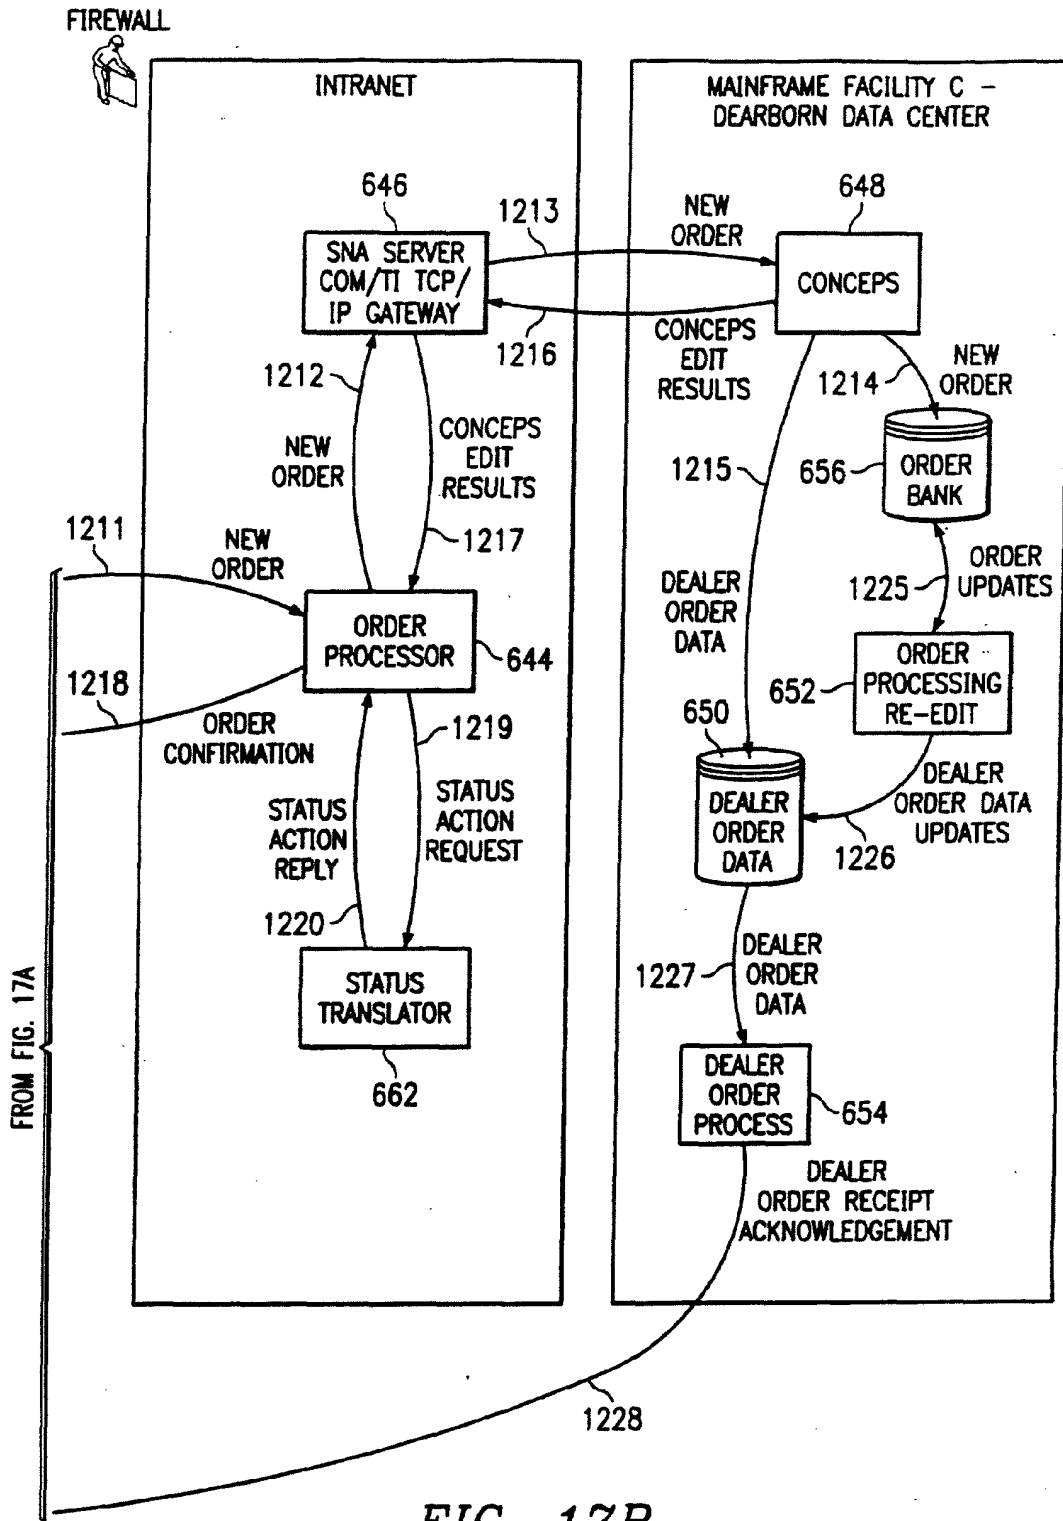 FIREWALL
INTRANET
MAINFRAME FACILITY C –
DEARBORN DATA CENTER
646
1213
NEW
ORDER
648
SNA SERVER
COM/TI TCP/
IP GATEWAY
CONCEPS
1216
CONCEPS
EDIT
RESULTS
1212
1214
NEW
ORDER
NEW
ORDER
CONCEPS
EDIT
RESULTS
1215
656
ORDER
BANK
1217
1211
NEW
ORDER
1225
ORDER
UPDATES
DEALER
ORDER
DATA
ORDER
PROCESSOR
644
652
ORDER
PROCESSING
RE-EDIT
1218
ORDER
CONFIRMATION
1219
650
STATUS
ACTION
REPLY
STATUS
ACTION
REQUEST
DEALER
ORDER
DATA
DEALER
ORDER DATA
UPDATES
1226
1220
1227
DEALER
ORDER
DATA
STATUS
TRANSLATOR
662
FROM FIG. 17A
DEALER
ORDER
PROCESS
654
DEALER
ORDER RECEIPT
ACKNOWLEDGEMENT
1228
FIG. 17B